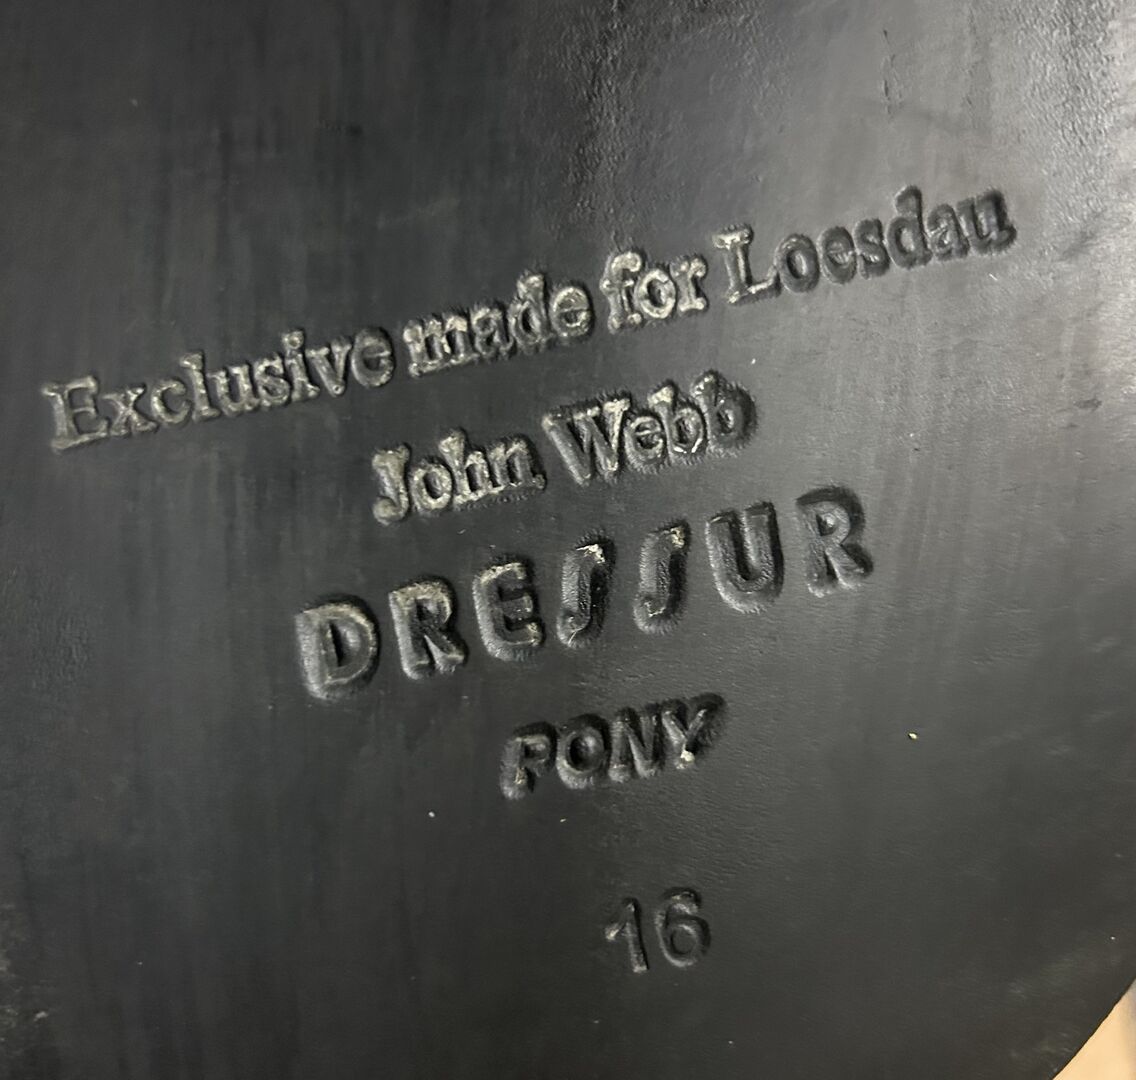 Exclusive made for Loesdau
John Webb
DRESSUR
PONY
16